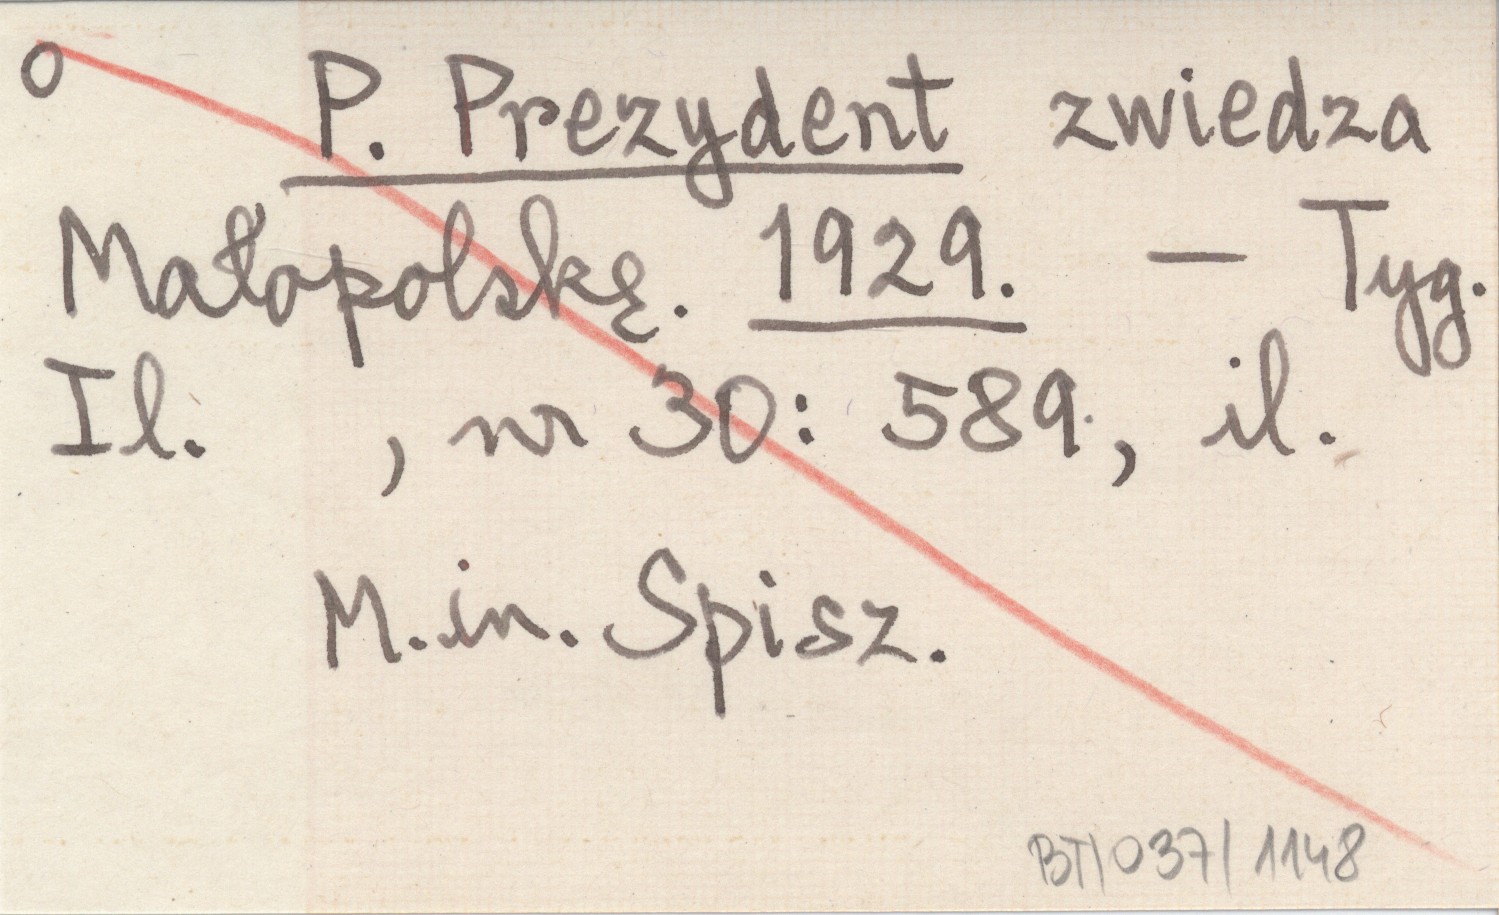 O P. Prezydent zwiedza
Małopolskę. 1929. – Tyg.
Il. , nr 30: 589, il.
M.in. Spisz.
BT/037/1148